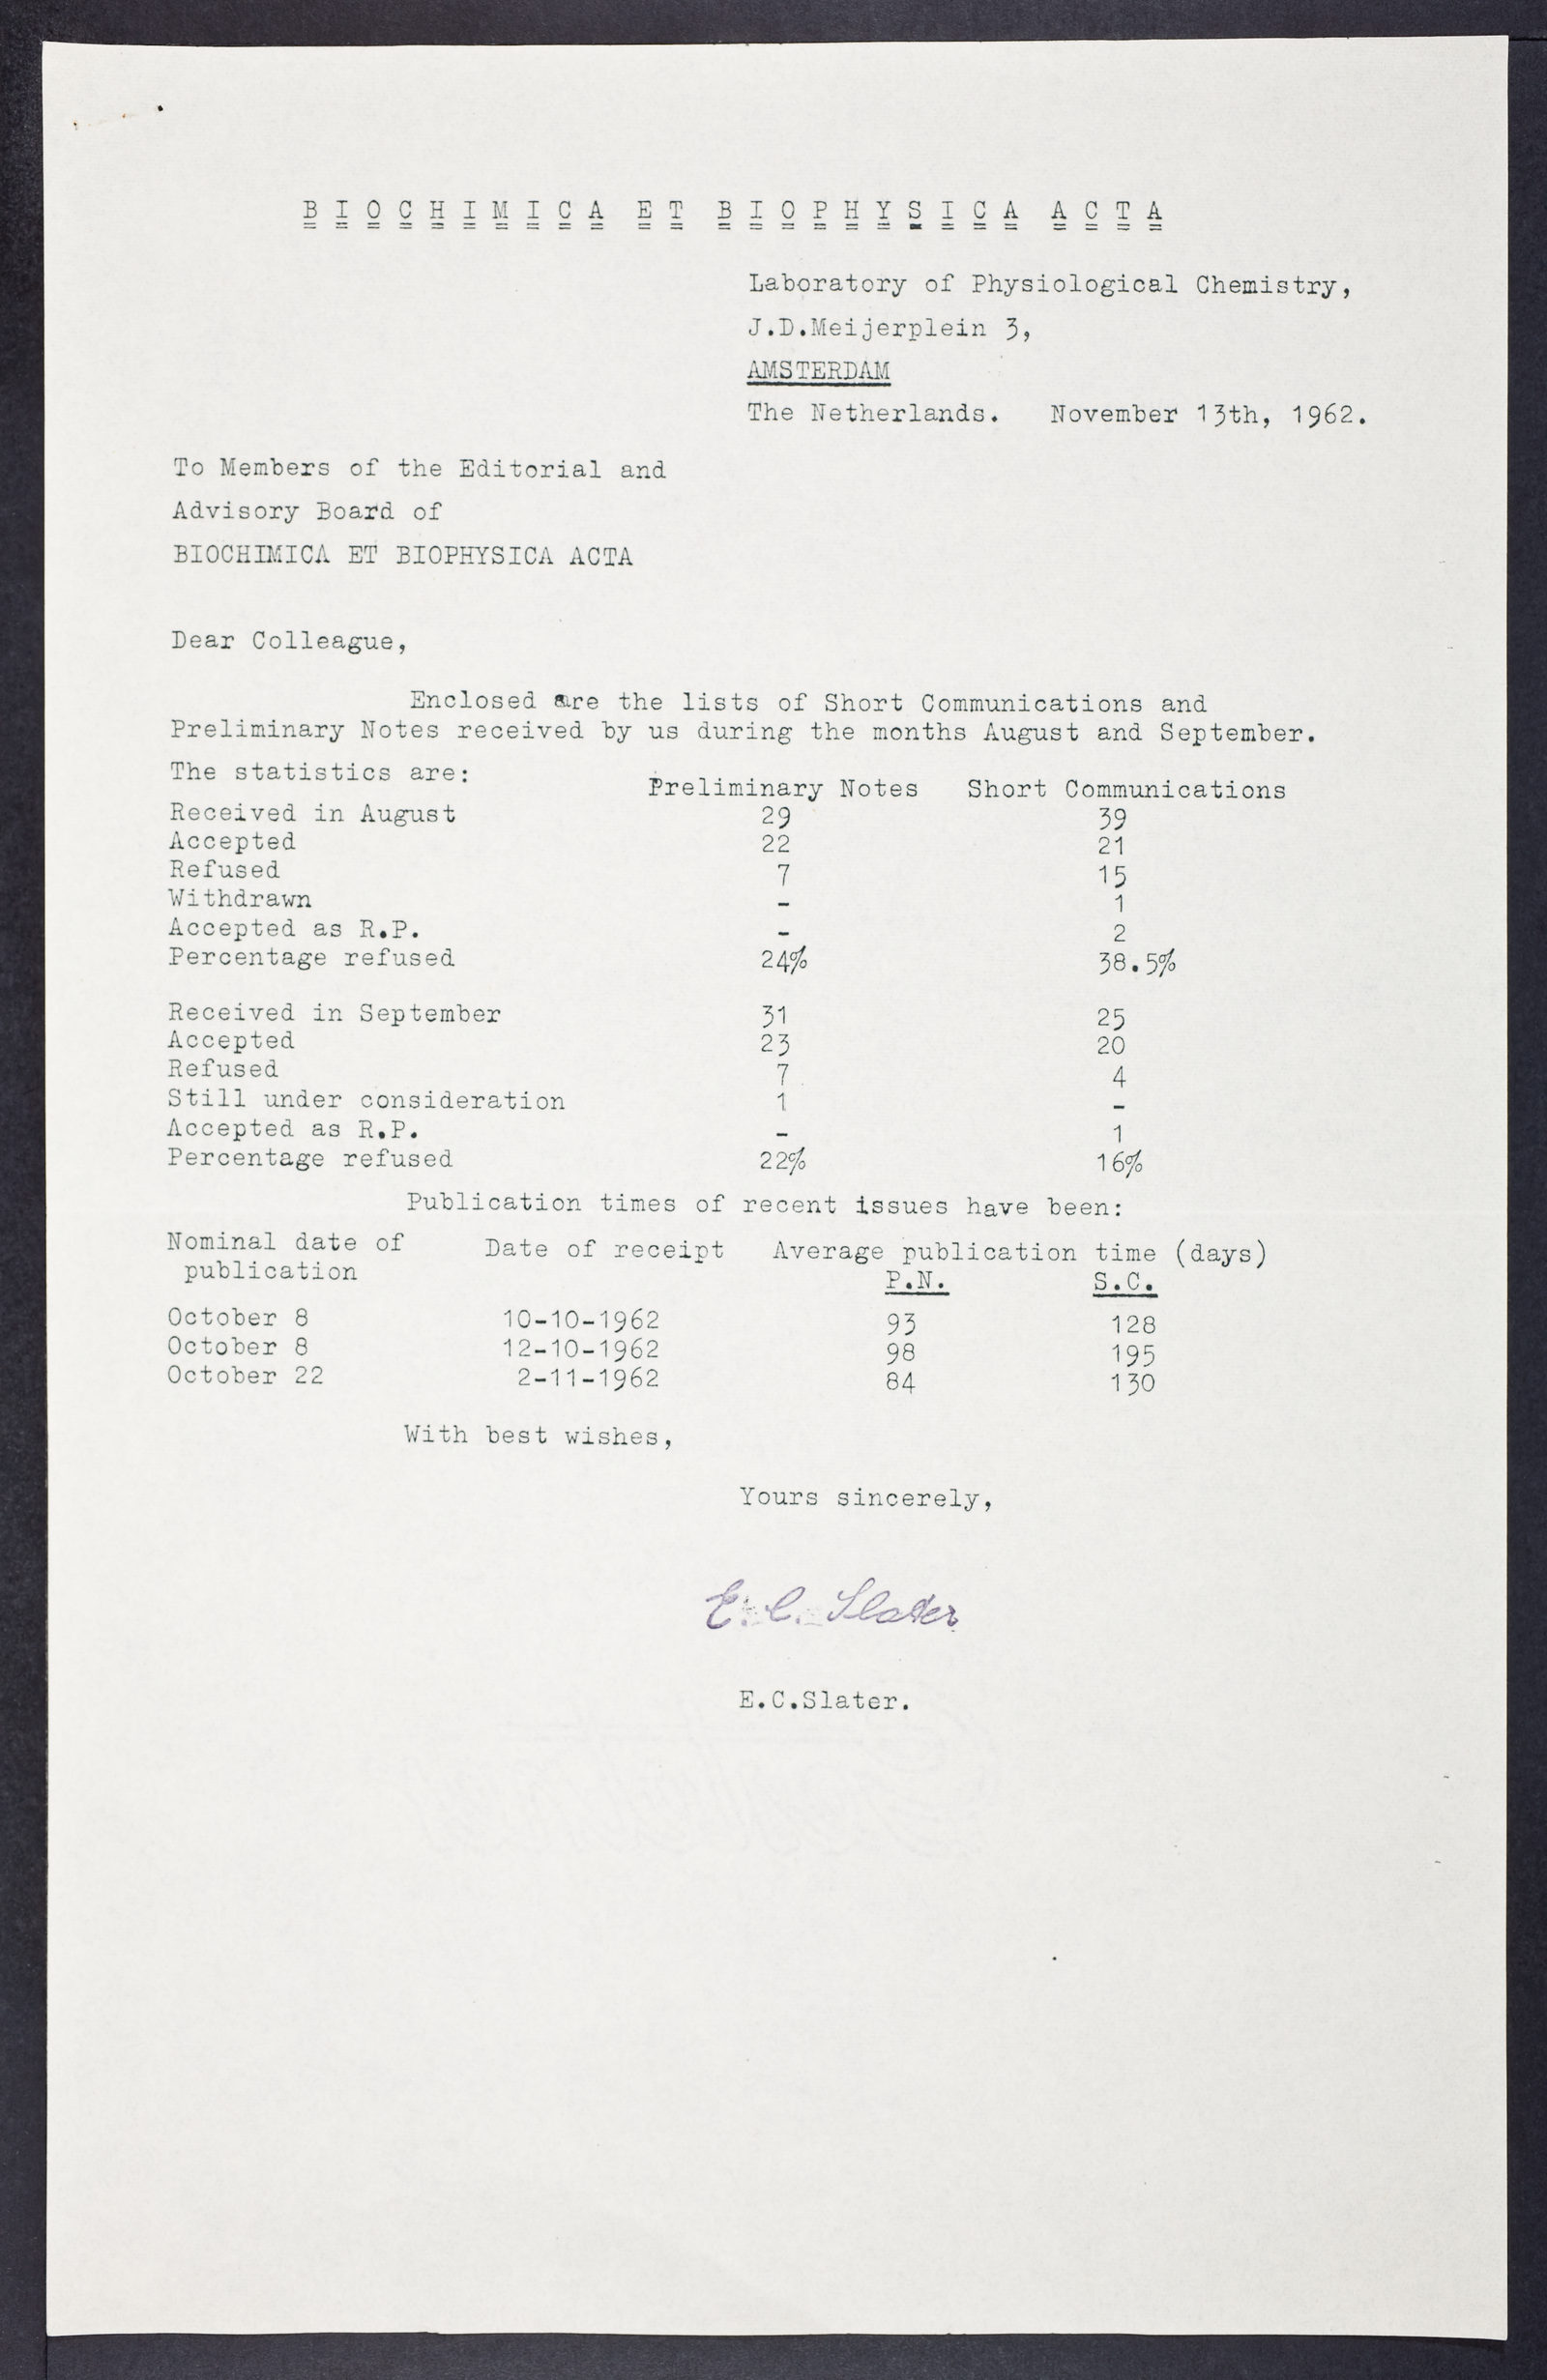 BIOCHIMICA ET BIOPHYSICA ACTA
Laboratory of Physiological Chemistry,
J.D.Meijerplein 3,
AMSTERDAM
The Netherlands. November 13th, 1962.
To Members of the Editorial and
Advisory Board of
BIOCHIMICA ET BIOPHYSICA ACTA
Dear Colleague,
Enclosed are the lists of Short Communications and
Preliminary Notes received by us during the months August and September.
The statistics are:
Preliminary Notes Short Communications
Received in August 29 39
Accepted 22 21
Refused 7 15
Withdrawn - 1
Accepted as R.P. - 2
Percentage refused 24% 38.5%
Received in September 31 25
Accepted 23 20
Refused 7 4
Still under consideration 1 -
Accepted as R.P. - 1
Percentage refused 22% 16%
Publication times of recent issues have been:
Nominal date of Date of receipt Average publication time (days)
publication P.N. S.C.
October 8 10-10-1962 93 128
October 8 12-10-1962 98 195
October 22 2-11-1962 84 130
With best wishes,
Yours sincerely,
E.C. Slater
E.C.Slater.